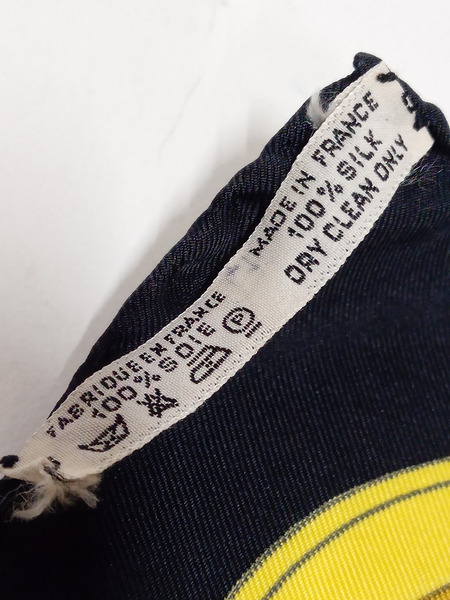 FABRIQUE EN FRANCE
100% SOIE
P
MADE IN FRANCE
100% SILK
DRY CLEAN ONLY